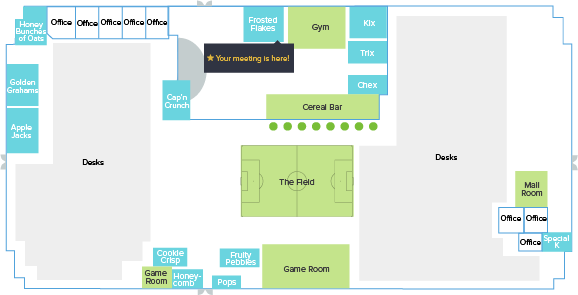 Honey
Bunches
of Oats
Office
Office
Office
Office
Office
Frosted
Flakes
Gym
Kix
Trix
Chex
Your meeting is here!
Golden
Grahams
Apple
Jacks
Cap'n
Crunch
Cereal Bar
Desks
Desks
The Field
Mail
Room
Office
Office
Office
Special
K
Cookie
Crisp
Game
Room
Honey-
comb
Fruity
Pebbles
Pops
Game Room